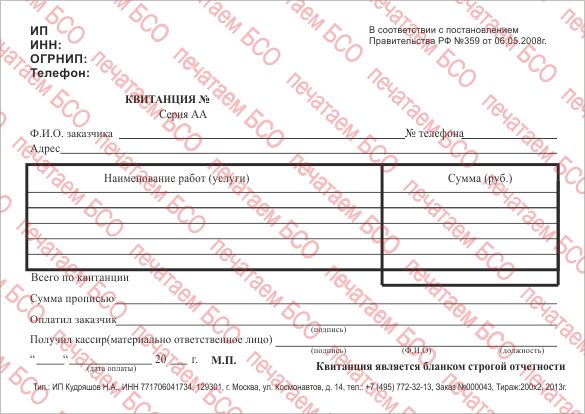 ИП
ИНН:
ОГРНИП:
Телефон:
В соответствии с постановлением
Правительства РФ №359 от 06.05.2008г.
КВИТАНЦИЯ №
Серия АА
Ф.И.О. заказчика № телефона
Адрес
Наименование работ (услуги) Сумма (руб.)
Всего по квитанции
Сумма прописью
Оплатил заказчик
(подпись)
Получил кассир(материально ответственное лицо)
(подпись) (Ф.И.О) (должность)
“ “ 20 г. М.П.
(дата оплаты)
Квитанция является бланком строгой отчетности
Тип.: ИП Кудряшов Н.А., ИНН 771706041734, 129301, г. Москва, ул. Космонавтов, д. 14, теп.: +7 (495) 772-32-13, Заказ №000043, Тираж:200х2, 2013г.
печатаем БСО